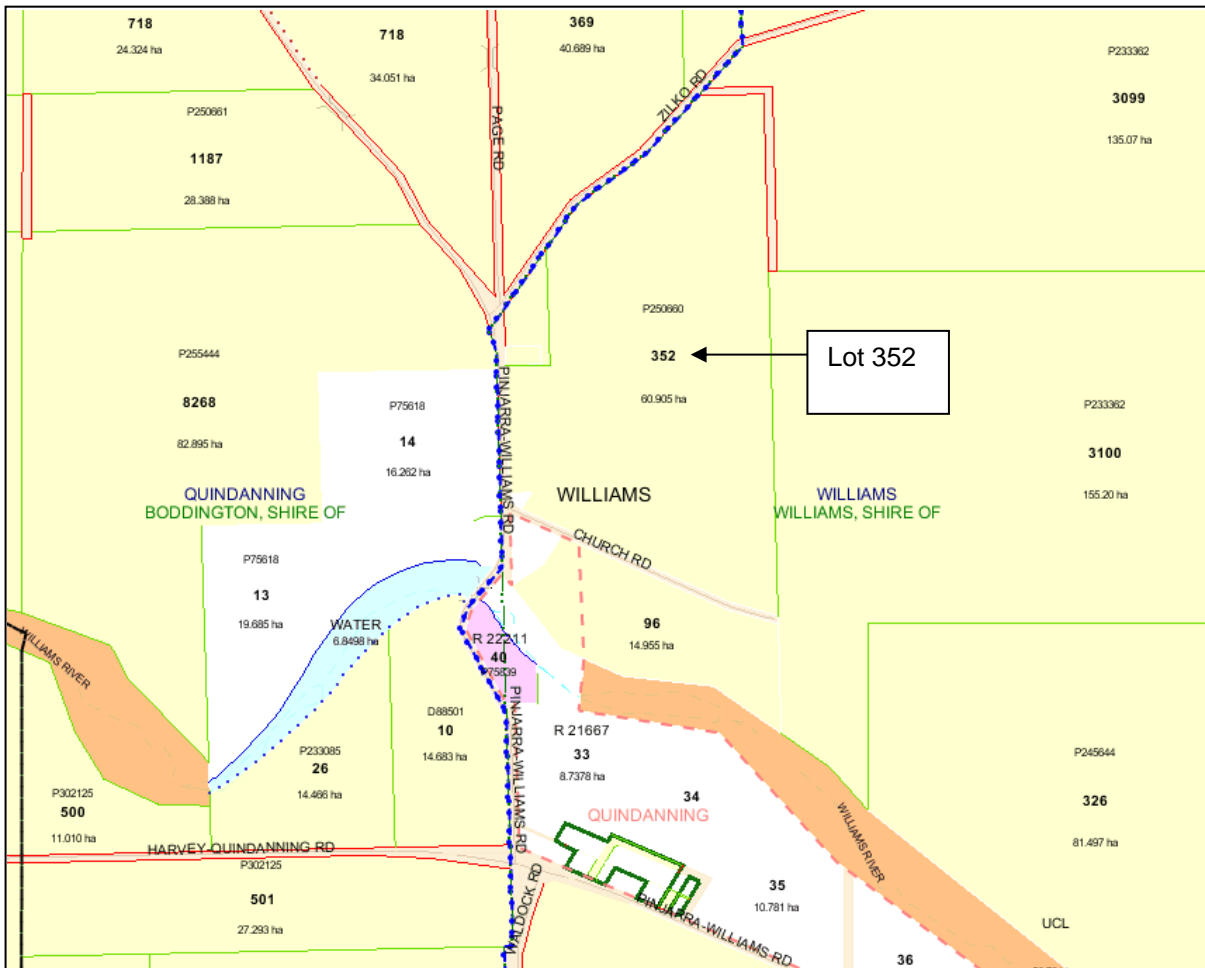 718
24.324 ha
718
34.051 ha
369
40.689 ha
P233362
3099
135.07 ha
P250661
1187
28.388 ha
PAGE RD
ZILKO RD
P250660
352
60.905 ha
Lot 352
P255444
8268
82.895 ha
P75618
14
16.262 ha
PINJARRA-WILLIAMS RD
P233362
3100
155.20 ha
QUINDANNING
BODDINGTON, SHIRE OF
WILLIAMS
WILLIAMS
WILLIAMS, SHIRE OF
CHURCH RD
P75618
13
19.685 ha
WATER
6.8498 ha
R 22211
40
P75839
96
14.955 ha
WILLIAMS RIVER
D88501
10
14.683 ha
PINJARRA-WILLIAMS RD
R 21667
33
8.7378 ha
34
QUINDANNING
P233085
26
14.466 ha
P245644
326
81.497 ha
P302125
500
11.010 ha
WILLIAMS RIVER
HARVEY-QUINDANNING RD
P302125
501
27.293 ha
WALDOCK RD
PINJARRA-WILLIAMS RD
35
10.781 ha
UCL
36